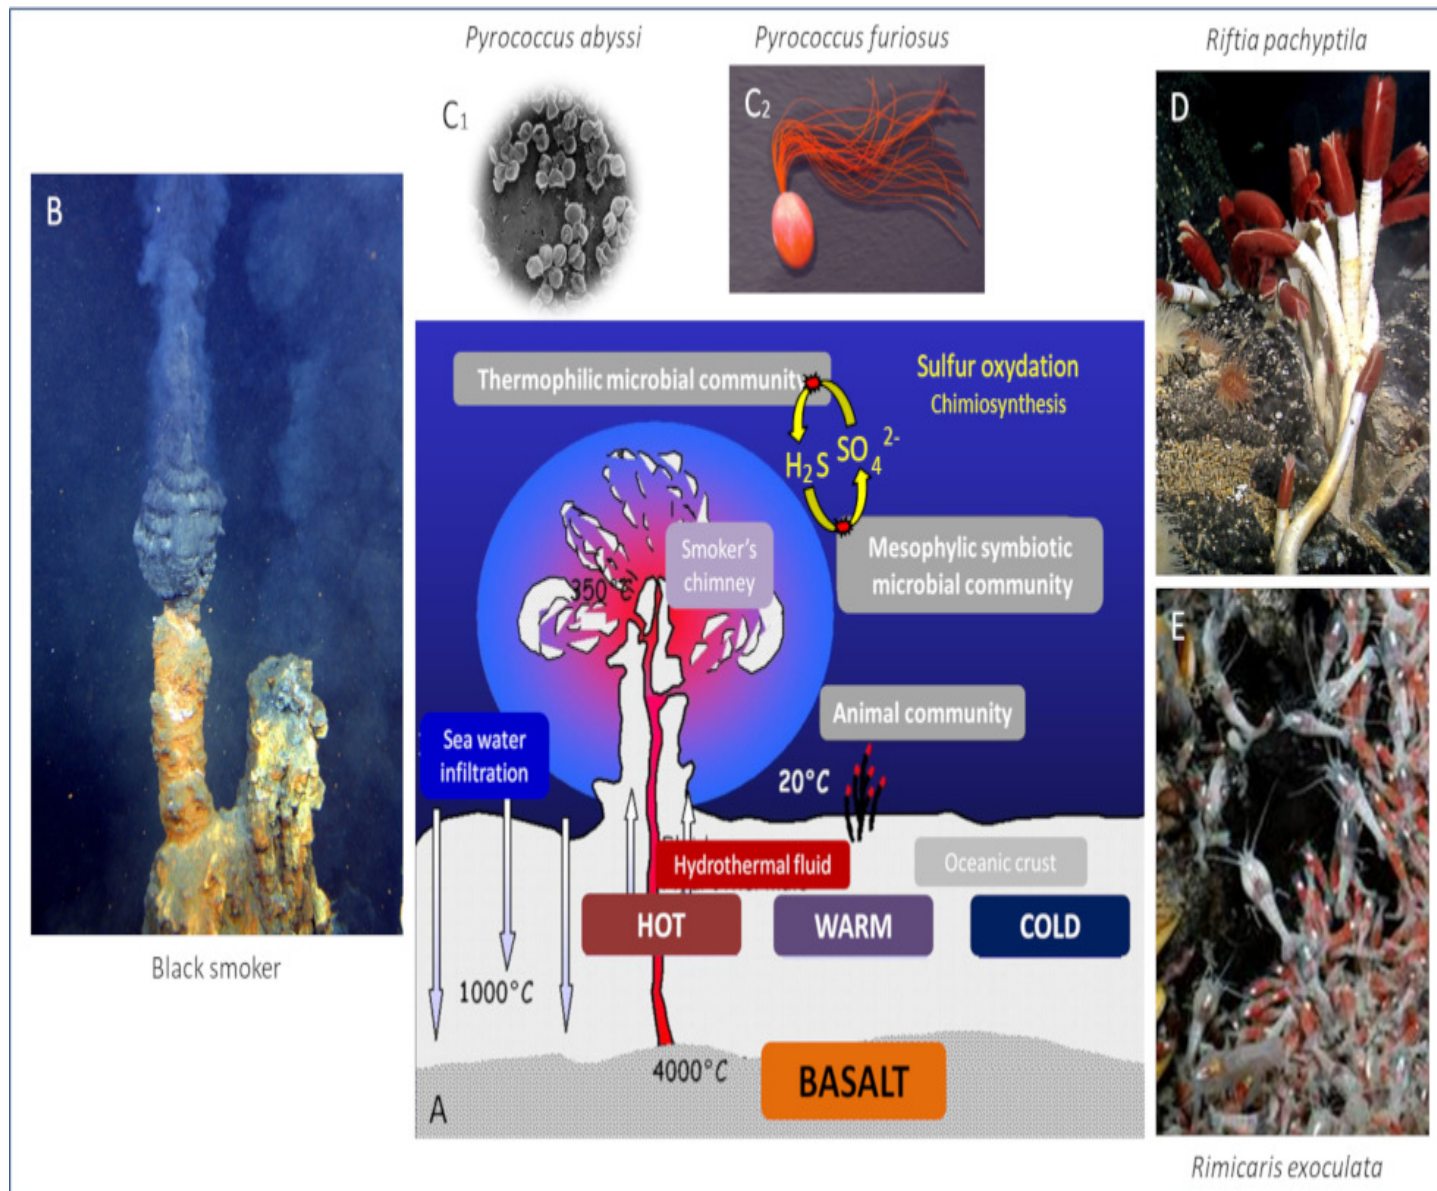 Pyrococcus abyssi
Pyrococcus furiosus
Riftia pachyptila
C1
C2
D
B
Thermophilic microbial community
Sulfur oxydation
Chimiosynthesis
H2S SO4 2-
Smoker's
chimney
Mesophylic symbiotic
microbial community
350°C
E
Animal community
Sea water
infiltration
20°C
Hydrothermal fluid
Oceanic crust
HOT
WARM
COLD
Black smoker
1000°C
4000°C
BASALT
A
Rimicaris exoculata